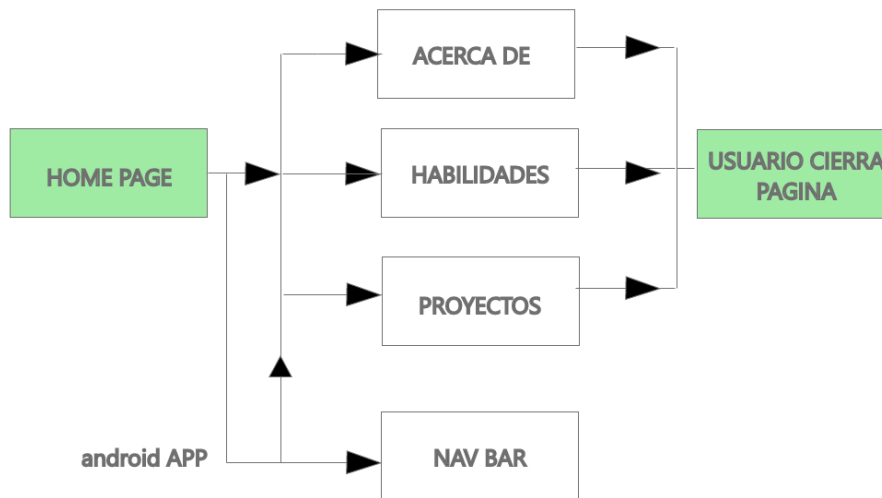 ACERCA DE
HOME PAGE
HABILIDADES
USUARIO CIERRA
PAGINA
PROYECTOS
android APP
NAV BAR